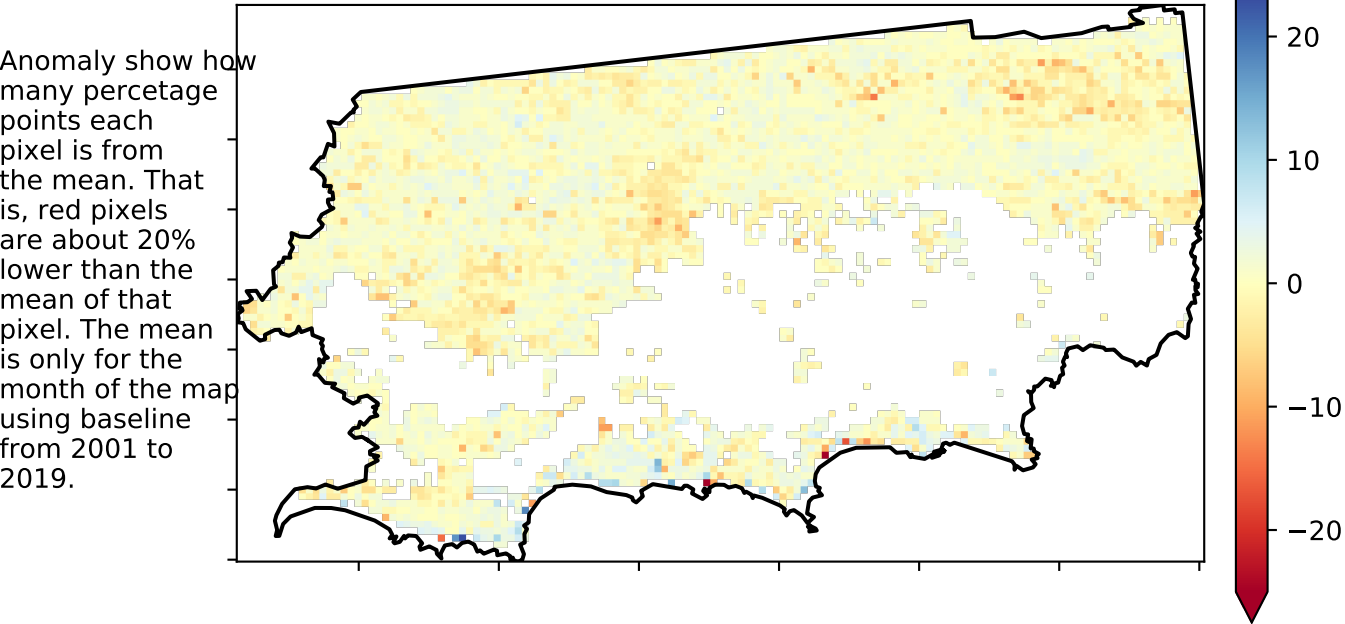 Anomaly show how
many percetage
points each
pixel is from
the mean. That
is, red pixels
are about 20%
lower than the
mean of that
pixel. The mean
is only for the
month of the map
using baseline
from 2001 to
2019.
20
10
0
−10
−20